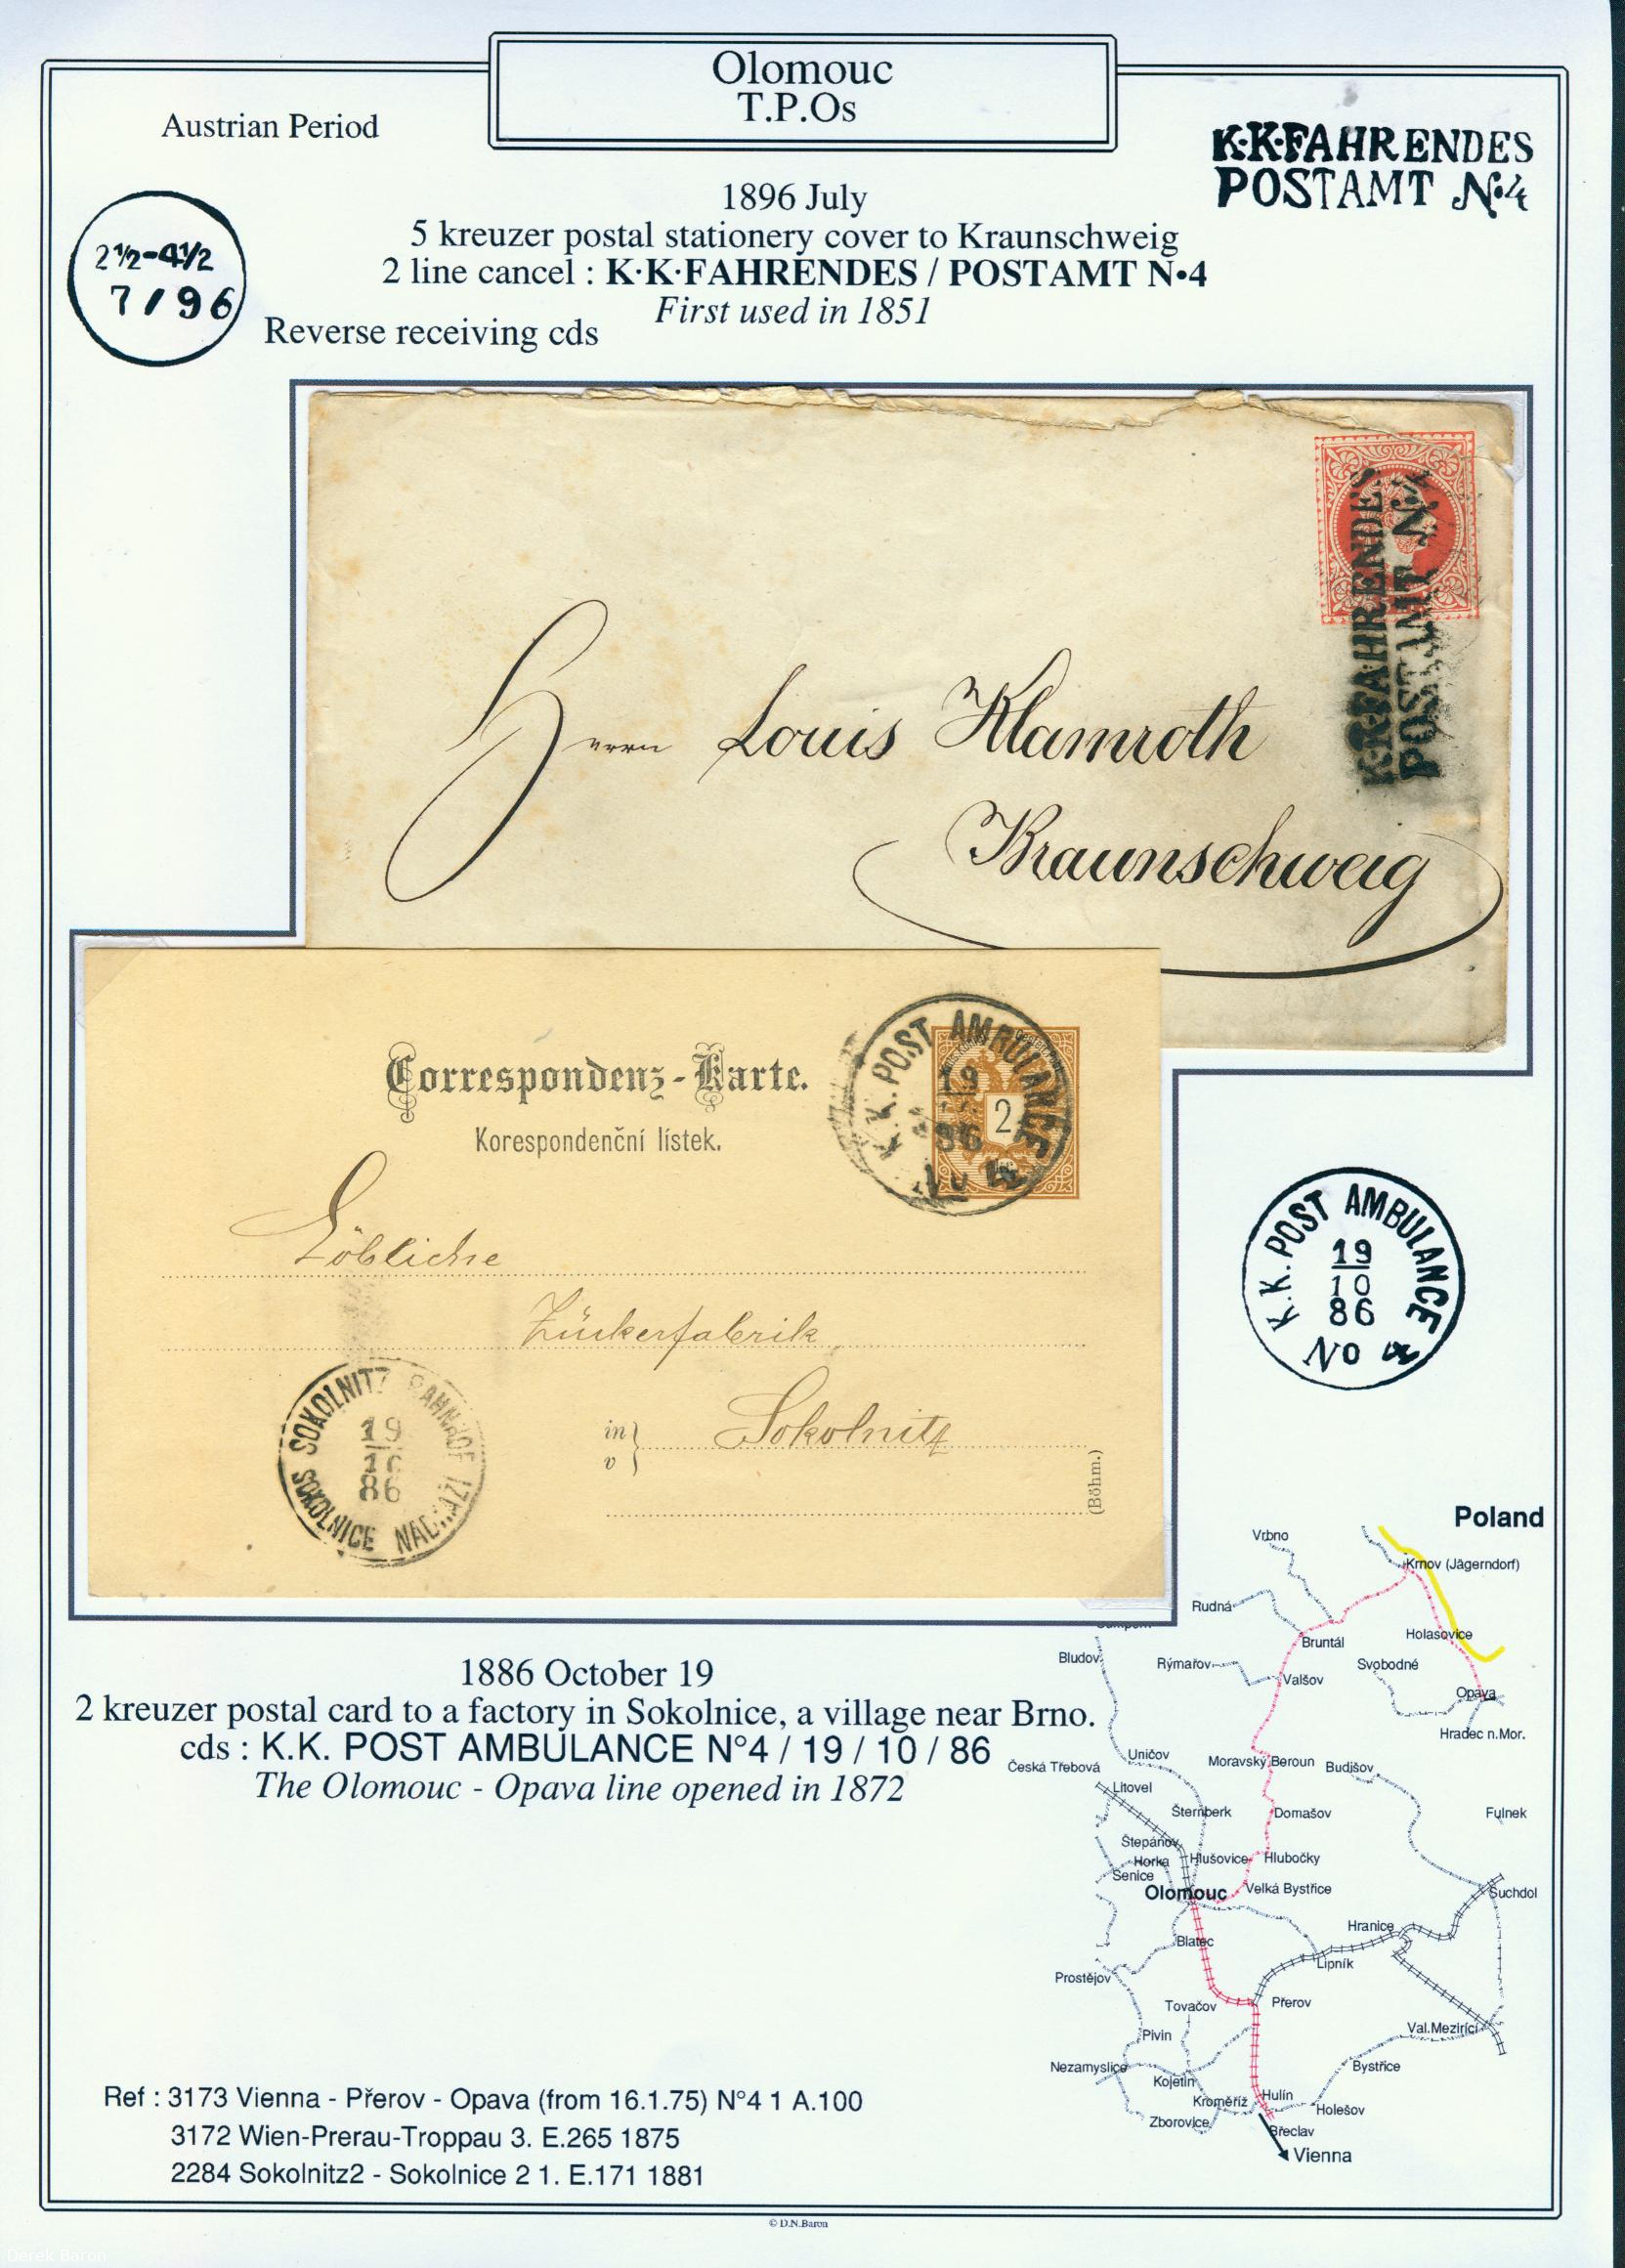 Olomouc
T.P.Os
Austrian Period
K·K·FAHRENDES
POSTAMT N·4
1896 July
5 kreuzer postal stationery cover to Kraunschweig
2 line cancel : K·K·FAHRENDES / POSTAMT N•4
First used in 1851
2½-4½
7/96
Reverse receiving cds
K·K·FAHRENDES
POSTAMT N·4
Herrn Louis Klamroth
Braunschweig
Correspondenz-Karte.
Korespondenční lístek.
K.K. POST AMBULANCE
19
86
No 4
2
Löbliche
Zuckerfabrik
in
v
Sokolnitz
(Böhm.)
SOKOLNITZ BAHNHOF
19
10
86
SOKOLNICE NÁDRAŽÍ
K.K. POST AMBULANCE
19
10
86
No 4
1886 October 19
2 kreuzer postal card to a factory in Sokolnice, a village near Brno.
cds : K.K. POST AMBULANCE N°4 / 19 / 10 / 86
The Olomouc - Opava line opened in 1872
Poland
Vrbno
Krnov (Jägerndorf)
Rudná
Bruntál
Holasovice
Bludov
Rýmařov
Valšov
Svobodné
Opava
Hradec n.Mor.
Česká Třebová
Uničov
Moravský Beroun
Budišov
Litovel
Šternberk
Domašov
Fulnek
Štepánov
Horka
Hlušovice
Hlubočky
Senice
Olomouc
Velká Bystřice
Suchdol
Hranice
Blatec
Lipník
Prostějov
Tovačov
Přerov
Pivin
Val.Mezirící
Nezamyslice
Kojetín
Bystřice
Kroměříž
Hulín
Holešov
Zborovice
Břeclav
Vienna
Ref : 3173 Vienna - Přerov - Opava (from 16.1.75) N°4 1 A.100
3172 Wien-Prerau-Troppau 3. E.265 1875
2284 Sokolnitz2 - Sokolnice 2 1. E.171 1881
© D.N.Baron
Derek Baron